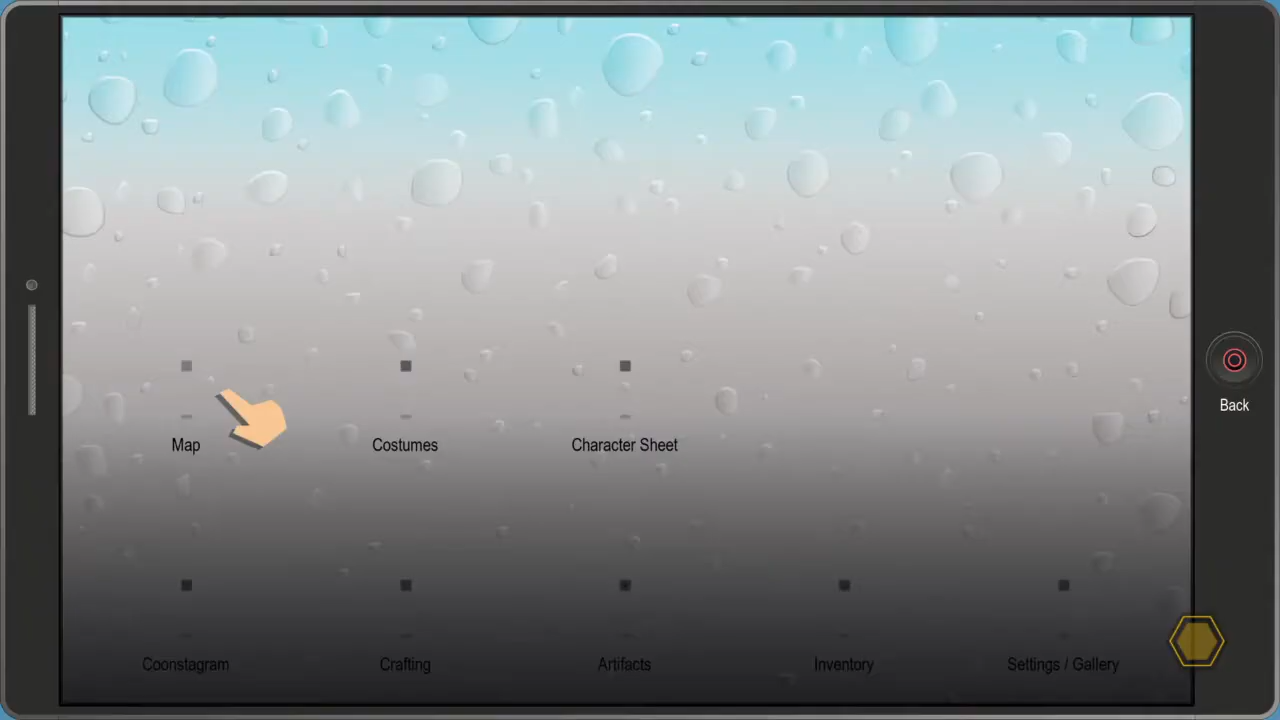 Back
Map
Costumes
Character Sheet
Coonstagram
Crafting
Artifacts
Inventory
Settings / Gallery